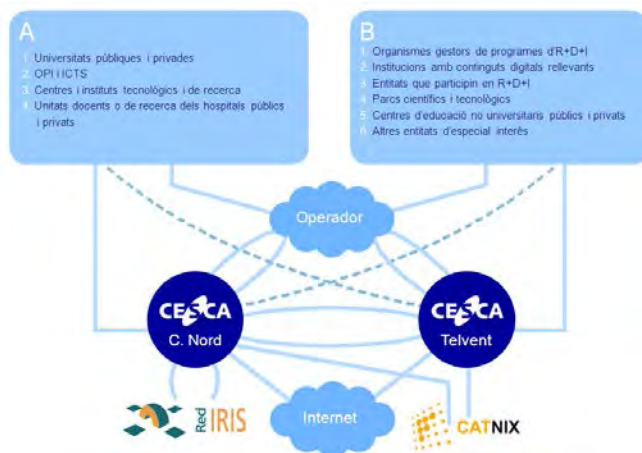 A
1. Universitats públiques i privades
2. OPI i ICTS
3. Centres i instituts tecnològics i de recerca
4. Unitats docents o de recerca dels hospitals públics
i privats
B
1. Organismes gestors de programes d'R+D+I
2. Institucions amb continguts digitals rellevants
3. Entitats que participin en R+D+I
4. Parcs científics i tecnològics
5. Centres d'educació no universitaris públics i privats
6. Altres entitats d'especial interès
Operador
CESCA
C. Nord
CESCA
Telvent
Red IRIS
Internet
CATNIX